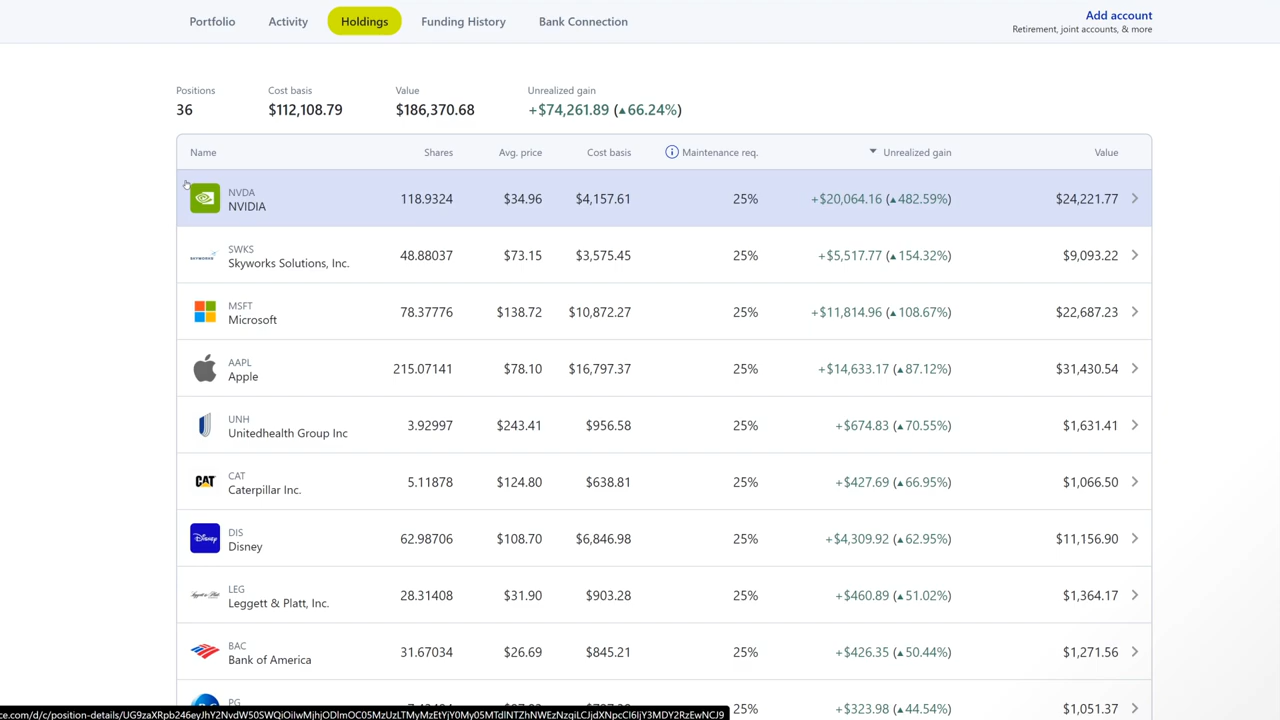 Portfolio Activity Holdings Funding History Bank Connection Add account
Retirement, joint accounts, & more
Positions Cost basis Value Unrealized gain
36 $112,108.79 $186,370.68 +$74,261.89 (▲66.24%)
Name Shares Avg. price Cost basis Maintenance req. ▼ Unrealized gain Value
NVDA
NVIDIA 118.9324 $34.96 $4,157.61 25% +$20,064.16 (▲482.59%) $24,221.77
SWKS
Skyworks Solutions, Inc. 48.88037 $73.15 $3,575.45 25% +$5,517.77 (▲154.32%) $9,093.22
MSFT
Microsoft 78.37776 $138.72 $10,872.27 25% +$11,814.96 (▲108.67%) $22,687.23
AAPL
Apple 215.07141 $78.10 $16,797.37 25% +$14,633.17 (▲87.12%) $31,430.54
UNH
Unitedhealth Group Inc 3.92997 $243.41 $956.58 25% +$674.83 (▲70.55%) $1,631.41
CAT
CAT
Caterpillar Inc. 5.11878 $124.80 $638.81 25% +$427.69 (▲66.95%) $1,066.50
Disney
DIS
Disney 62.98706 $108.70 $6,846.98 25% +$4,309.92 (▲62.95%) $11,156.90
LEG
Leggett & Platt, Inc. 28.31408 $31.90 $903.28 25% +$460.89 (▲51.02%) $1,364.17
BAC
Bank of America 31.67034 $26.69 $845.21 25% +$426.35 (▲50.44%) $1,271.56
PG
25% +$323.98 (▲44.54%) $1,051.37